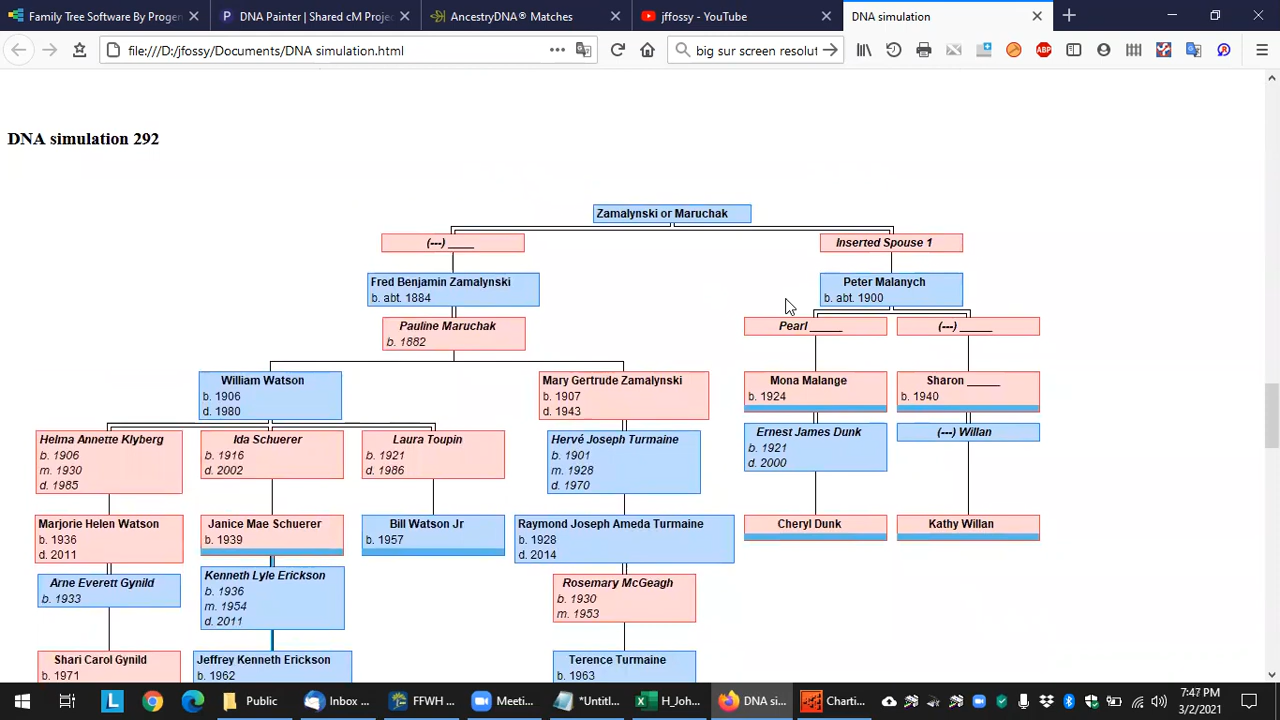 Family Tree Software By Progen
DNA Painter | Shared cM Proje
AncestryDNA® Matches
jffossy - YouTube
DNA simulation
file:///D:/jfossy/Documents/DNA simulation.html
big sur screen resolut
ABP
DNA simulation 292
Zamalynski or Maruchak
(---) ____
Inserted Spouse 1
Fred Benjamin Zamalynski
b. abt. 1884
Peter Malanych
b. abt. 1900
Pauline Maruchak
b. 1882
Pearl _____
(---) _____
William Watson
b. 1906
d. 1980
Mary Gertrude Zamalynski
b. 1907
d. 1943
Mona Malange
b. 1924
Sharon _____
b. 1940
Helma Annette Klyberg
b. 1906
m. 1930
d. 1985
Ida Schuerer
b. 1916
d. 2002
Laura Toupin
b. 1921
d. 1986
Hervé Joseph Turmaine
b. 1901
m. 1928
d. 1970
Ernest James Dunk
b. 1921
d. 2000
(---) Willan
Marjorie Helen Watson
b. 1936
d. 2011
Janice Mae Schuerer
b. 1939
Bill Watson Jr
b. 1957
Raymond Joseph Ameda Turmaine
b. 1928
d. 2014
Cheryl Dunk
Kathy Willan
Arne Everett Gynild
b. 1933
Kenneth Lyle Erickson
b. 1936
m. 1954
d. 2011
Rosemary McGeagh
b. 1930
m. 1953
Shari Carol Gynild
b. 1971
Jeffrey Kenneth Erickson
b. 1962
Terence Turmaine
b. 1963
L
Public
Inbox ...
FFWH ...
Meeti...
*Untitl...
H_Joh...
DNA si...
Charti...
7:47 PM
3/2/2021